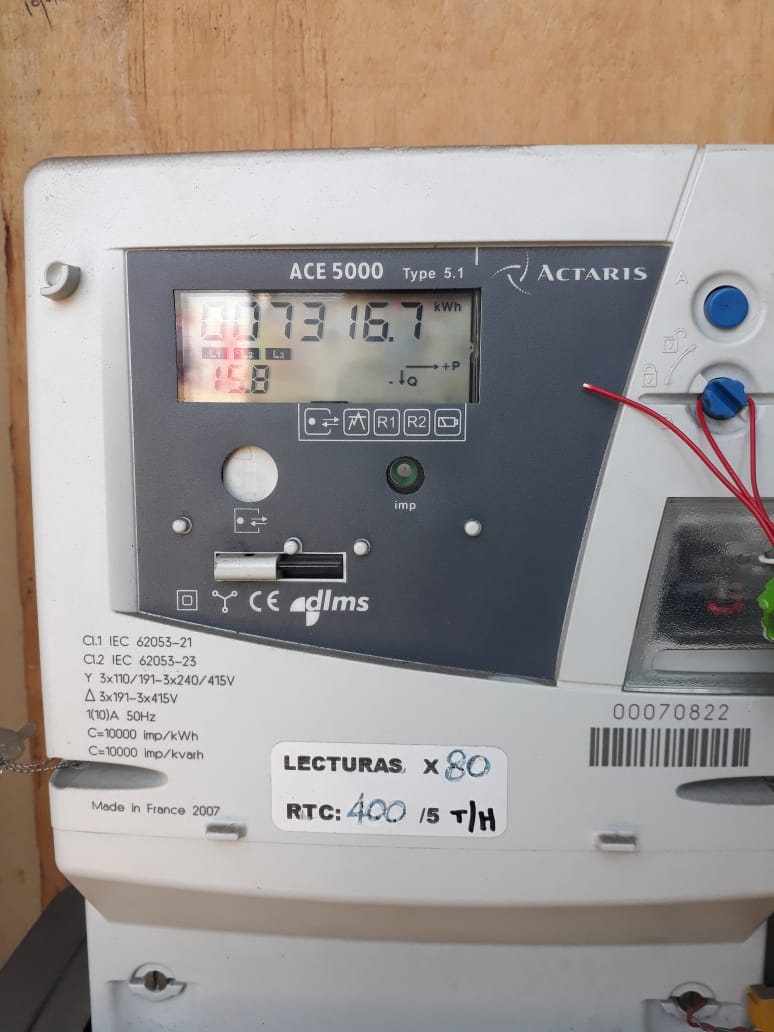 ACE 5000 Type 5.1 ACTARIS
007316.7 kWh
L1 L2 L3
15.8 +P
-Q
R1 R2
imp
CE dlms
Cl.1 IEC 62053-21
Cl.2 IEC 62053-23
Y 3x110/191-3x240/415V
Δ 3x191-3x415V
1(10)A 50Hz
C=10000 imp/kWh
C=10000 imp/kvarh
Made in France 2007
LECTURAS X 80
RTC: 400 /5 T/H
A
00070822